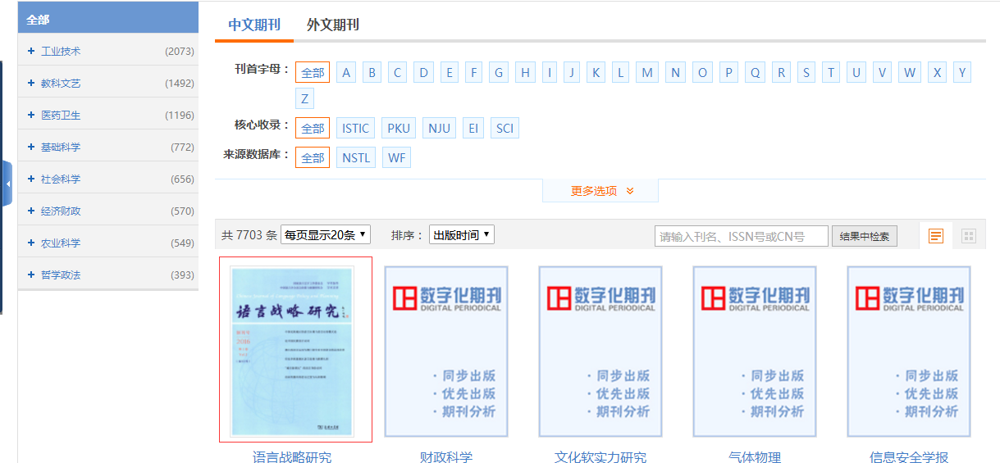 全部
工业技术 (2073)
教科文艺 (1492)
医药卫生 (1196)
基础科学 (772)
社会科学 (656)
经济财政 (570)
农业科学 (549)
哲学政法 (393)
中文期刊 外文期刊
刊首字母： 全部 A B C D E F G H I J K L M N O P Q R S T U V W X Y
Z
核心收录： 全部 ISTIC PKU NJU EI SCI
来源数据库： 全部 NSTL WF
更多选项
共 7703 条 每页显示20条 排序： 出版时间 请输入刊名、ISSN号或CN号 结果中检索
语言战略研究
2016
数字化期刊
DIGITAL PERIODICAL
· 同步出版
· 优先出版
· 期刊分析
数字化期刊
DIGITAL PERIODICAL
· 同步出版
· 优先出版
· 期刊分析
数字化期刊
DIGITAL PERIODICAL
· 同步出版
· 优先出版
· 期刊分析
数字化期刊
DIGITAL PERIODICAL
· 同步出版
· 优先出版
· 期刊分析
语言战略研究 财政科学 文化软实力研究 气体物理 信息安全学报